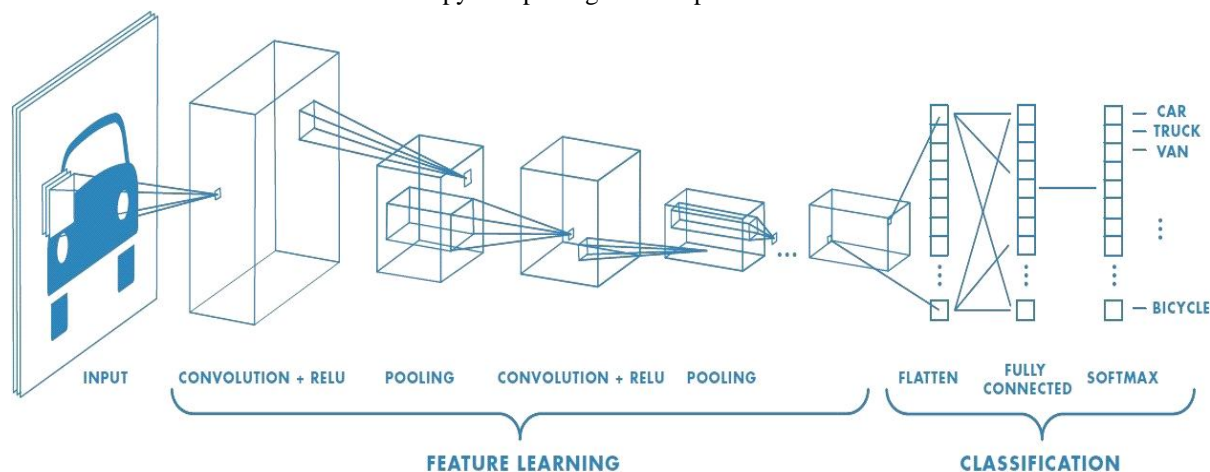 CAR
TRUCK
VAN
BICYCLE
INPUT
CONVOLUTION + RELU
POOLING
CONVOLUTION + RELU
POOLING
FLATTEN
FULLY
CONNECTED
SOFTMAX
FEATURE LEARNING
CLASSIFICATION